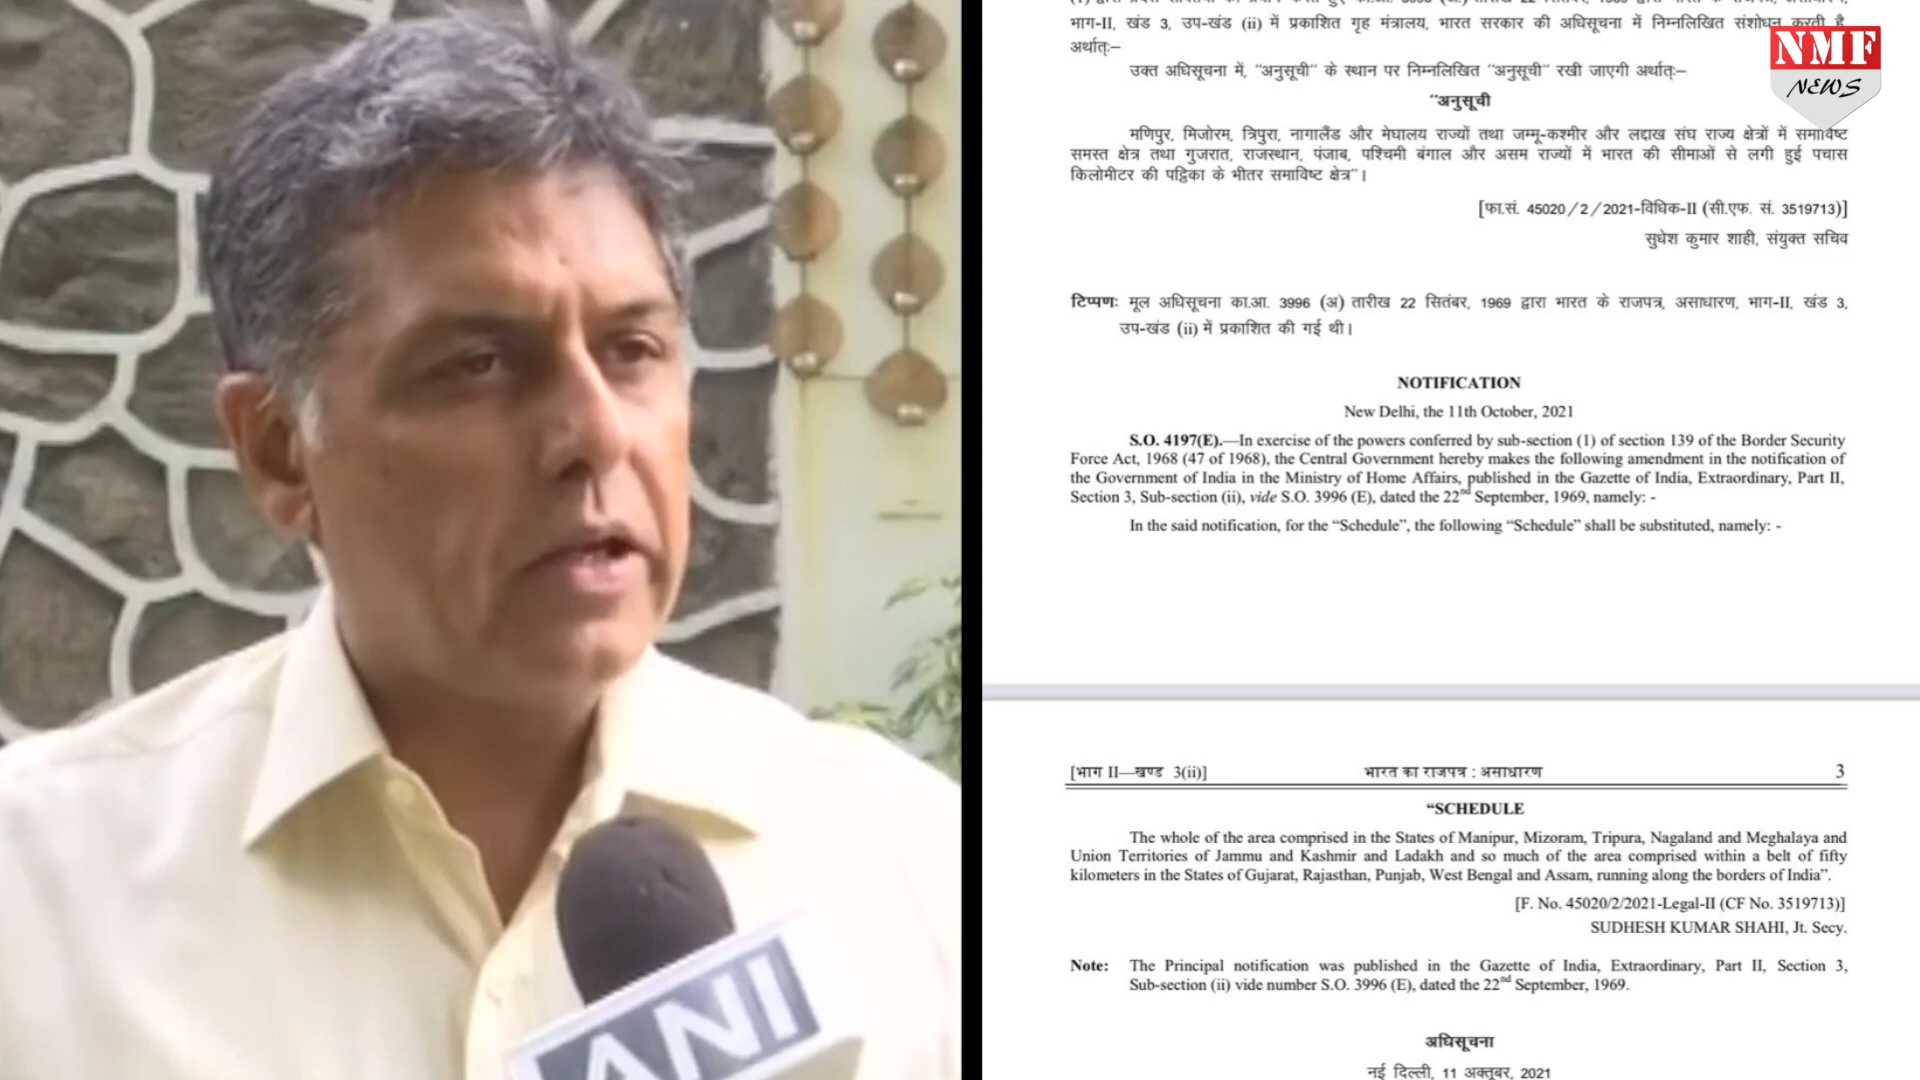 भाग-II, खंड 3, उप-खंड (ii) में प्रकाशित गृह मंत्रालय, भारत सरकार की अधिसूचना में निम्नलिखित संशोधन करती है
अर्थात्:–
उक्त अधिसूचना में, “अनुसूची” के स्थान पर निम्नलिखित “अनुसूची” रखी जाएगी अर्थात्:–
“अनुसूची
मणिपुर, मिजोरम, त्रिपुरा, नागालैंड और मेघालय राज्यों तथा जम्मू-कश्मीर और लद्दाख संघ राज्य क्षेत्रों में समाविष्ट
समस्त क्षेत्र तथा गुजरात, राजस्थान, पंजाब, पश्चिमी बंगाल और असम राज्यों में भारत की सीमाओं से लगी हुई पचास
किलोमीटर की पट्टिका के भीतर समाविष्ट क्षेत्र”।
[फा.सं. 45020/2/2021-विधिक-II (सी.एफ. सं. 3519713)]
सुधेश कुमार शाही, संयुक्त सचिव
टिप्पण: मूल अधिसूचना का.आ. 3996 (अ) तारीख 22 सितंबर, 1969 द्वारा भारत के राजपत्र, असाधारण, भाग-II, खंड 3,
उप-खंड (ii) में प्रकाशित की गई थी।
NOTIFICATION
New Delhi, the 11th October, 2021
S.O. 4197(E).—In exercise of the powers conferred by sub-section (1) of section 139 of the Border Security
Force Act, 1968 (47 of 1968), the Central Government hereby makes the following amendment in the notification of
the Government of India in the Ministry of Home Affairs, published in the Gazette of India, Extraordinary, Part II,
Section 3, Sub-section (ii), vide S.O. 3996 (E), dated the 22nd September, 1969, namely: -
In the said notification, for the “Schedule”, the following “Schedule” shall be substituted, namely: -
[भाग II—खण्ड 3(ii)] भारत का राजपत्र : असाधारण 3
“SCHEDULE
The whole of the area comprised in the States of Manipur, Mizoram, Tripura, Nagaland and Meghalaya and
Union Territories of Jammu and Kashmir and Ladakh and so much of the area comprised within a belt of fifty
kilometers in the States of Gujarat, Rajasthan, Punjab, West Bengal and Assam, running along the borders of India”.
[F. No. 45020/2/2021-Legal-II (CF No. 3519713)]
SUDHESH KUMAR SHAHI, Jt. Secy.
Note: The Principal notification was published in the Gazette of India, Extraordinary, Part II, Section 3,
Sub-section (ii) vide number S.O. 3996 (E), dated the 22nd September, 1969.
अधिसूचना
नई दिल्ली, 11 अक्तूबर, 2021
NMF
NEWS
ANI